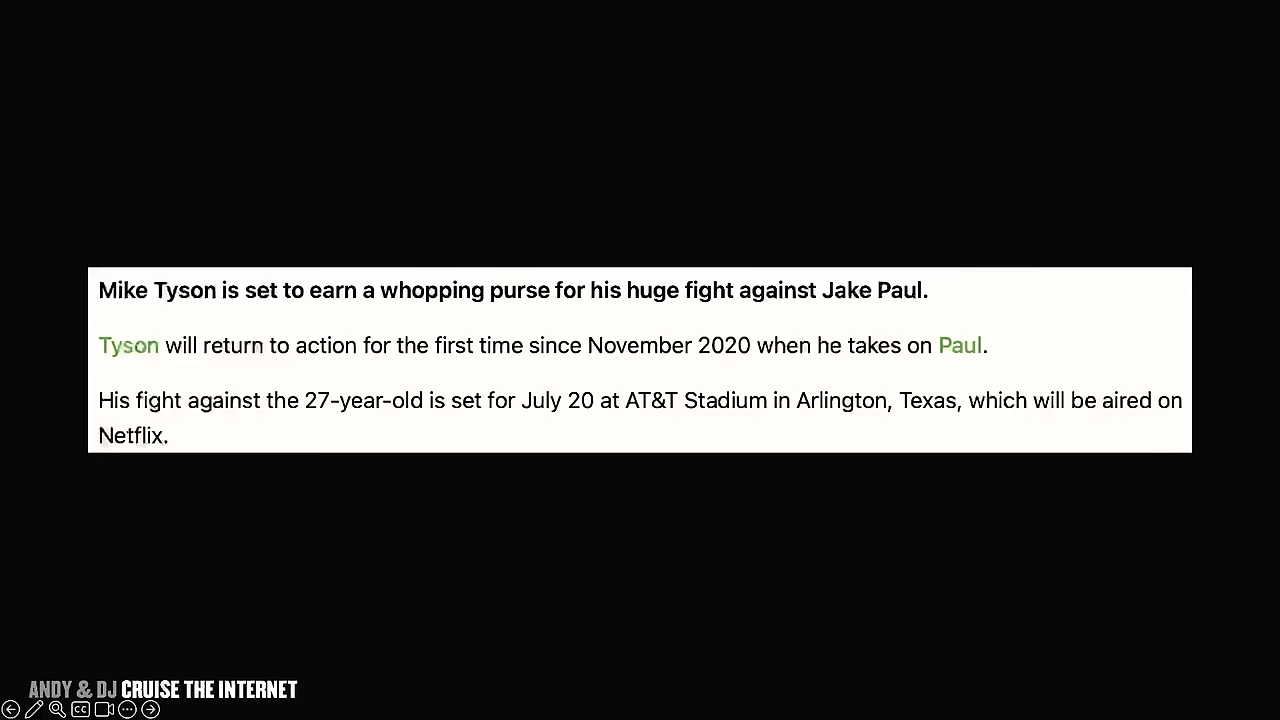 Mike Tyson is set to earn a whopping purse for his huge fight against Jake Paul.
Tyson will return to action for the first time since November 2020 when he takes on Paul.
His fight against the 27-year-old is set for July 20 at AT&T Stadium in Arlington, Texas, which will be aired on
Netflix.
ANDY & DJ CRUISE THE INTERNET
CC